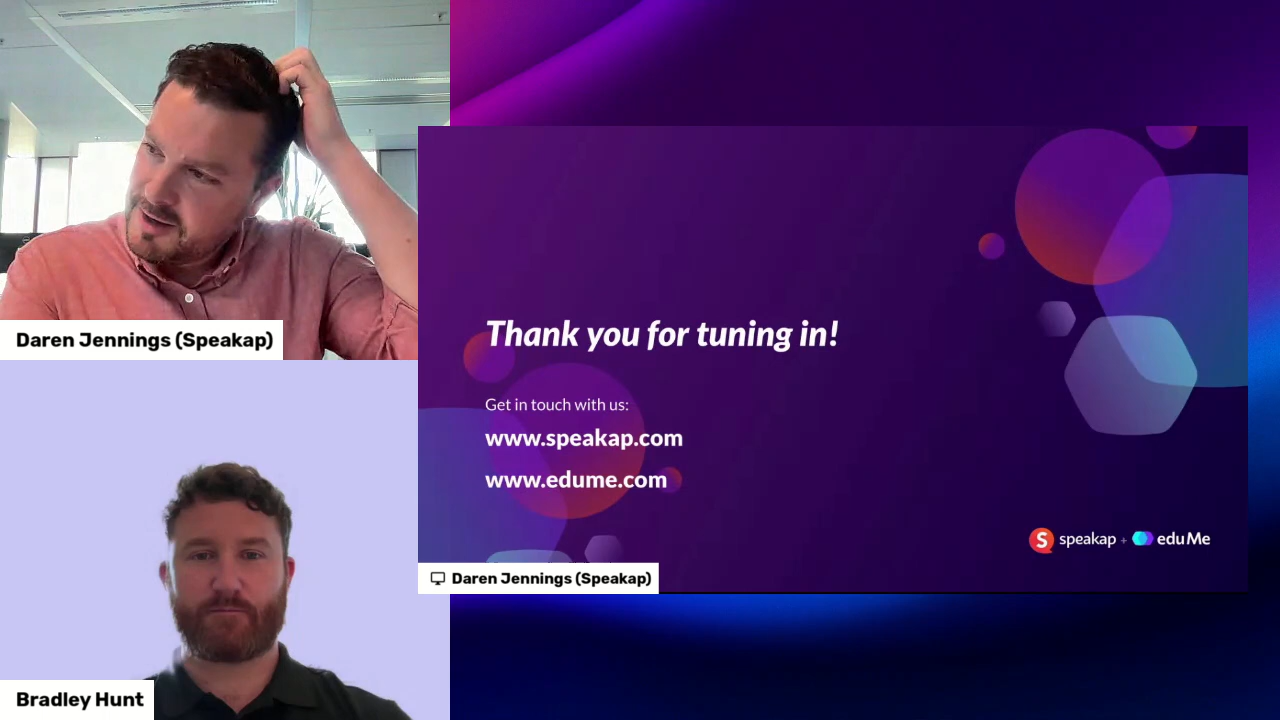 Daren Jennings (Speakap)
Bradley Hunt
Thank you for tuning in!
Get in touch with us:
www.speakap.com
www.edume.com
S speakap + eduMe
Daren Jennings (Speakap)